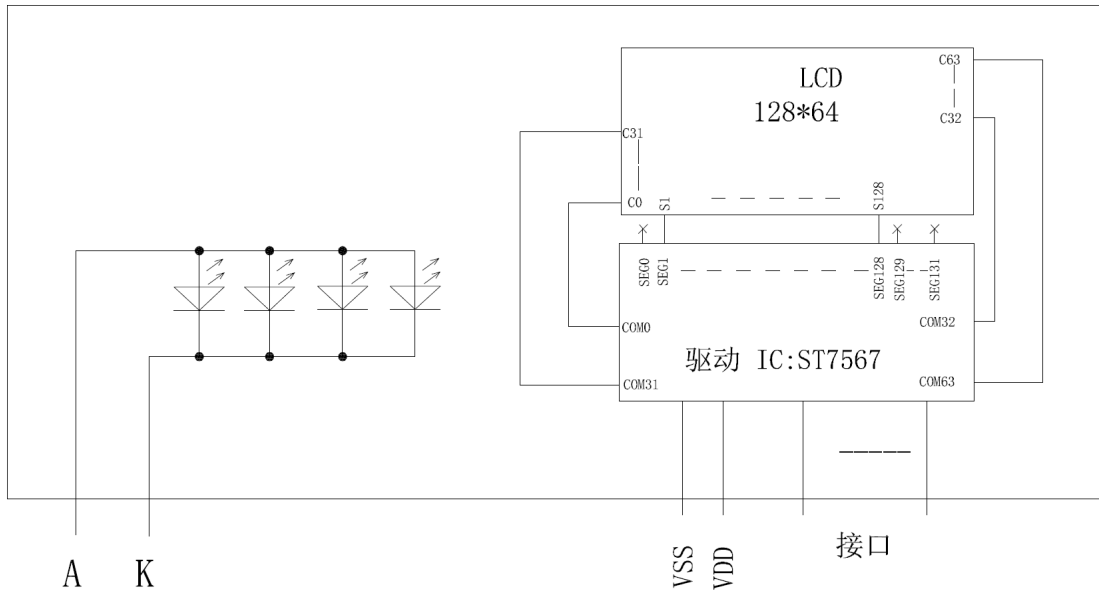 C63
LCD
128*64
C32
C31
C0
S1
S128
SEG0
SEG1
SEG128
SEG129
SEG131
COM0
COM32
驱动 IC:ST7567
COM31
COM63
接口
VSS
VDD
A
K